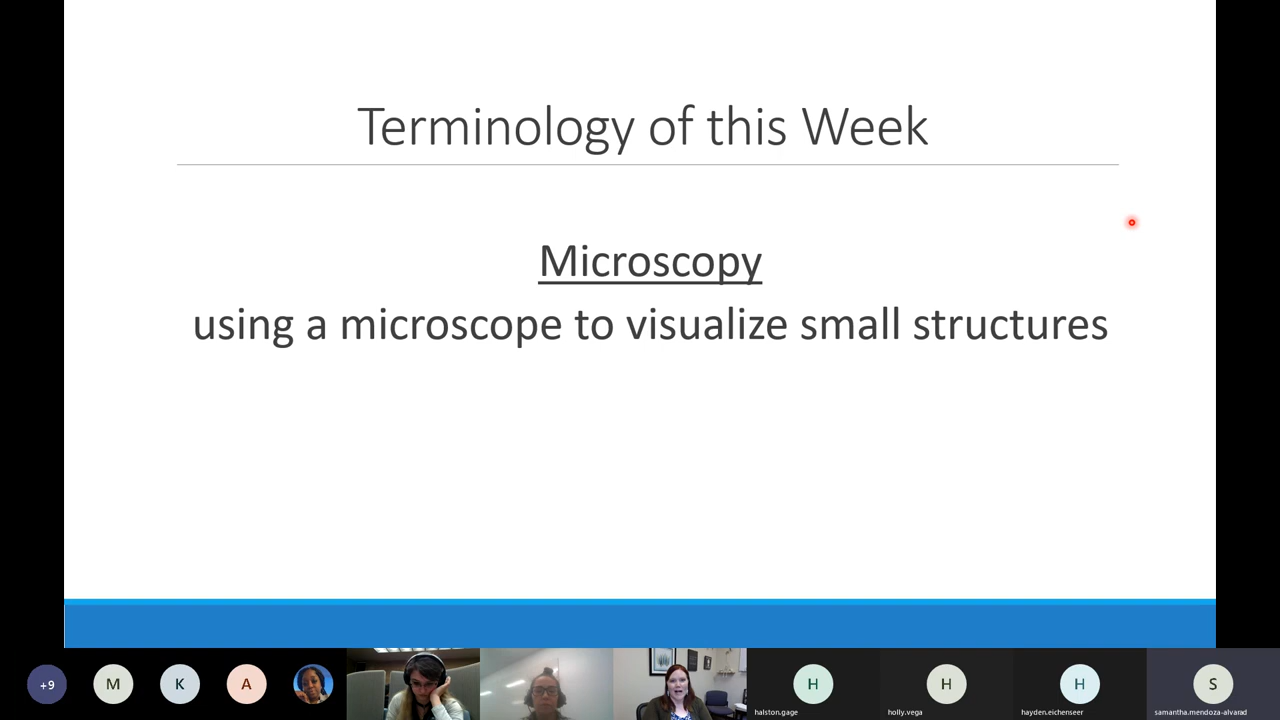 Terminology of this Week
Microscopy
using a microscope to visualize small structures
+9
M
K
A
H
halston.gage
H
holly.vega
H
hayden.eichenseer
S
samantha.mendoza-alvarad